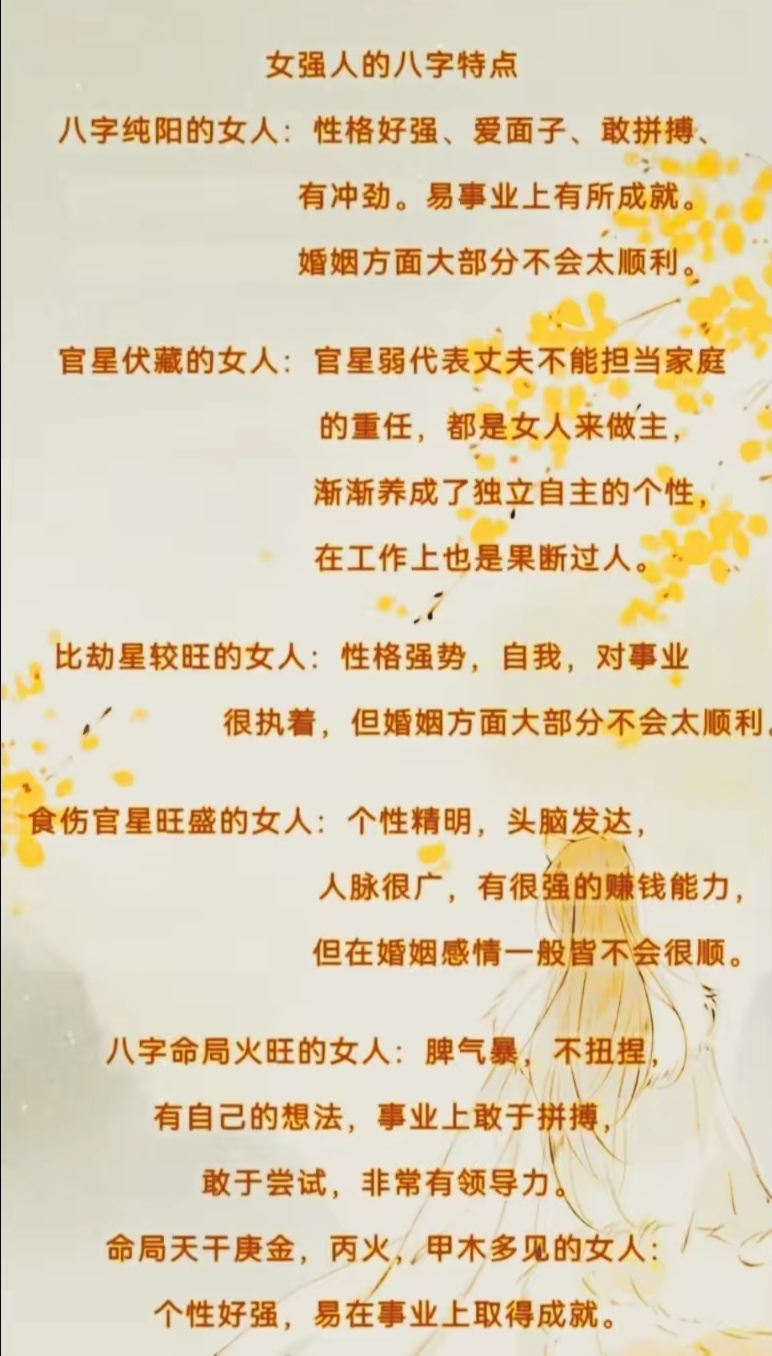 女强人的八字特点
八字纯阳的女人：性格好强、爱面子、敢拼搏、
有冲劲。易事业上有所成就。
婚姻方面大部分不会太顺利。
官星伏藏的女人：官星弱代表丈夫不能担当家庭
的重任，都是女人来做主，
渐渐养成了独立自主的个性，
在工作上也是果断过人。
比劫星较旺的女人：性格强势，自我，对事业
很执着，但婚姻方面大部分不会太顺利。
食伤官星旺盛的女人：个性精明，头脑发达，
人脉很广，有很强的赚钱能力，
但在婚姻感情一般皆不会很顺。
八字命局火旺的女人：脾气暴，不扭捏，
有自己的想法，事业上敢于拼搏，
敢于尝试，非常有领导力。
命局天干庚金，丙火，甲木多见的女人：
个性好强，易在事业上取得成就。